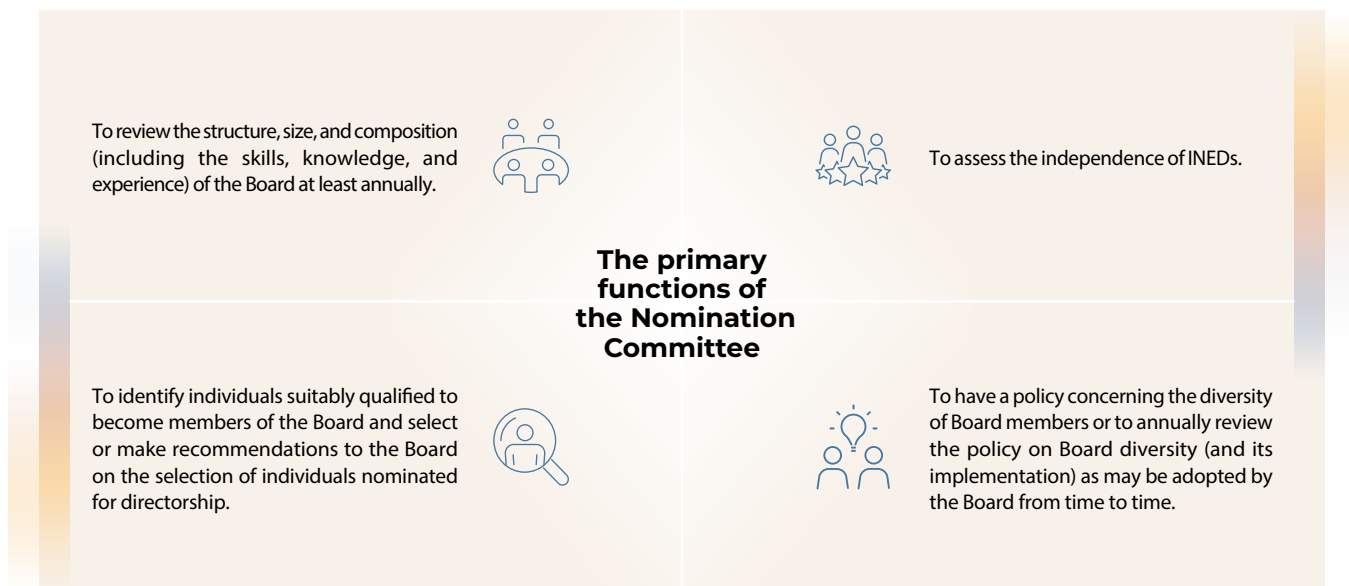 To review the structure, size, and composition
(including the skills, knowledge, and
experience) of the Board at least annually.
To assess the independence of INEDs.
The primary
functions of
the Nomination
Committee
To identify individuals suitably qualified to
become members of the Board and select
or make recommendations to the Board
on the selection of individuals nominated
for directorship.
To have a policy concerning the diversity
of Board members or to annually review
the policy on Board diversity (and its
implementation) as may be adopted by
the Board from time to time.